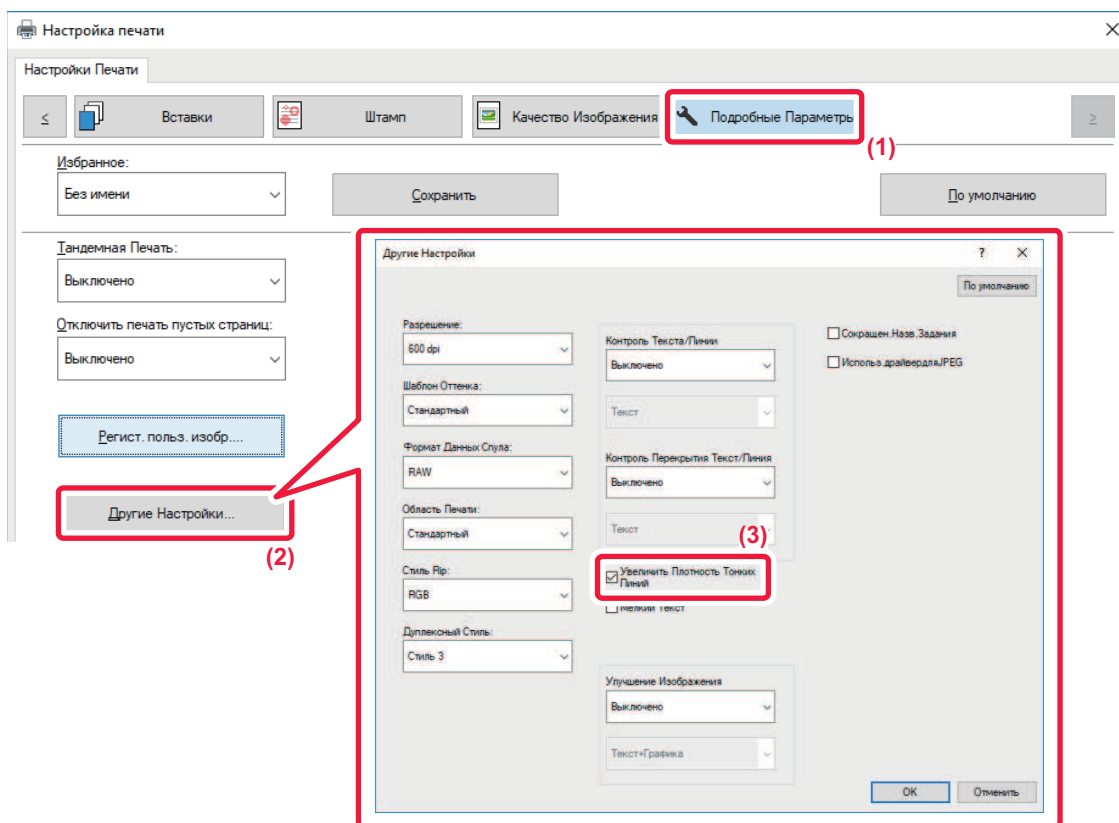 Настройка печати
Настройки Печати
<
Вставки
Штамп
Качество Изображения
Подробные Параметры
>
(1)
Избранное:
Без имени
Сохранить
По умолчанию
Тандемная Печать:
Выключено
Отключить печать пустых страниц:
Выключено
Регист. польз. изобр....
Другие Настройки...
(2)
Другие Настройки
?
По умолчанию
Разрешение:
600 dpi
Шаблон Оттенка:
Стандартный
Формат Данных Спула:
RAW
Область Печати:
Стандартный
Стиль Rip:
RGB
Дуплексный Стиль:
Стиль 3
Контроль Текста/Линии
Выключено
Текст
Контроль Перекрытия Текст/Линия
Выключено
Текст
(3)
Увеличить Плотность Тонких
Линий
Мелкий Текст
Улучшение Изображения
Выключено
Текст+Графика
Сокращен.Назв.Задания
Использ.драйвердляJPEG
OK
Отменить